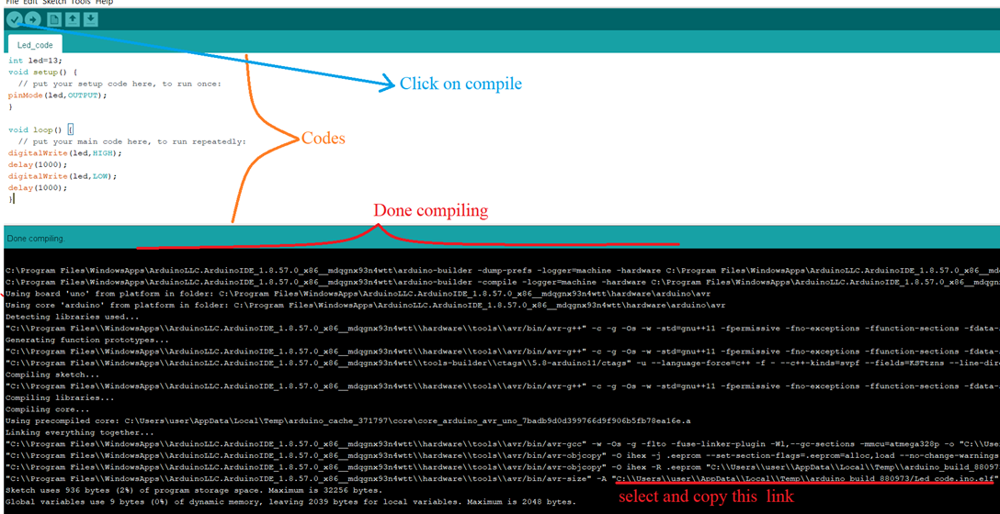 File Edit Sketch Tools Help
Led_code
int led=13;
void setup() {
// put your setup code here, to run once:
pinMode(led,OUTPUT);
}
Click on compile
void loop() {
// put your main code here, to run repeatedly:
digitalWrite(led,HIGH);
delay(1000);
digitalWrite(led,LOW);
delay(1000);
}
Codes
Done compiling
Done compiling.
C:\Program Files\WindowsApps\ArduinoLLC.ArduinoIDE_1.8.57.0_x86__mdqgnx93n4wtt\arduino-builder -dump-prefs -logger=machine -hardware C:\Program Files\WindowsApps\ArduinoLLC.ArduinoIDE_1.8.57.0_x86__md
C:\Program Files\WindowsApps\ArduinoLLC.ArduinoIDE_1.8.57.0_x86__mdqgnx93n4wtt\arduino-builder -compile -logger=machine -hardware C:\Program Files\WindowsApps\ArduinoLLC.ArduinoIDE_1.8.57.0_x86
Using board 'uno' from platform in folder: C:\Program Files\WindowsApps\ArduinoLLC.ArduinoIDE_1.8.57.0_x86__mdqgnx93n4wtt\hardware\arduino\avr
Using core 'arduino' from platform in folder: C:\Program Files\WindowsApps\ArduinoLLC.ArduinoIDE_1.8.57.0_x86__mdqgnx93n4wtt\hardware\arduino\avr
Detecting libraries used...
"C:\\Program Files\\WindowsApps\\ArduinoLLC.ArduinoIDE_1.8.57.0_x86__mdqgnx93n4wtt\\hardware\\tools\\avr/bin/avr-g++" -c -g -Os -w -std=gnu++11 -fpermissive -fno-exceptions -ffunction-sections -fdata-
Generating function prototypes...
"C:\\Program Files\\WindowsApps\\ArduinoLLC.ArduinoIDE_1.8.57.0_x86__mdqgnx93n4wtt\\hardware\\tools\\avr/bin/avr-g++" -c -g -Os -w -std=gnu++11 -fpermissive -fno-exceptions -ffunction-sections -fdata-
"C:\\Program Files\\WindowsApps\\ArduinoLLC.ArduinoIDE_1.8.57.0_x86__mdqgnx93n4wtt\\tools-builder\\ctags\\5.8-arduino11/ctags" -u --language-force=c++ -f - --c++-kinds=svpf --fields=KSTtzns --line-dir
Compiling sketch...
"C:\\Program Files\\WindowsApps\\ArduinoLLC.ArduinoIDE_1.8.57.0_x86__mdqgnx93n4wtt\\hardware\\tools\\avr/bin/avr-g++" -c -g -Os -w -std=gnu++11 -fpermissive -fno-exceptions -ffunction-sections -fdata-
Compiling libraries...
Compiling core...
Using precompiled core: C:\Users\user\AppData\Local\Temp\arduino_cache_371797\core\core_arduino_avr_uno_7badb9d0d399766d9f906b5fb78ea16e.a
Linking everything together...
"C:\\Program Files\\WindowsApps\\ArduinoLLC.ArduinoIDE_1.8.57.0_x86__mdqgnx93n4wtt\\hardware\\tools\\avr/bin/avr-gcc" -w -Os -g -flto -fuse-linker-plugin -Wl,--gc-sections -mmcu=atmega328p -o "C:\\Use
"C:\\Program Files\\WindowsApps\\ArduinoLLC.ArduinoIDE_1.8.57.0_x86__mdqgnx93n4wtt\\hardware\\tools\\avr/bin/avr-objcopy" -O ihex -j .eeprom --set-section-flags=.eeprom=alloc,load --no-change-warnings
"C:\\Program Files\\WindowsApps\\ArduinoLLC.ArduinoIDE_1.8.57.0_x86__mdqgnx93n4wtt\\hardware\\tools\\avr/bin/avr-objcopy" -O ihex -R .eeprom "C:\\Users\\user\\AppData\\Local\\Temp\\arduino_build_88097
"C:\\Program Files\\WindowsApps\\ArduinoLLC.ArduinoIDE_1.8.57.0_x86__mdqgnx93n4wtt\\hardware\\tools\\avr/bin/avr-size" -A "C:\\Users\\user\\AppData\\Local\\Temp\\arduino_build_880973/Led_code.ino.elf"
Sketch uses 936 bytes (2%) of program storage space. Maximum is 32256 bytes.
Global variables use 9 bytes (0%) of dynamic memory, leaving 2039 bytes for local variables. Maximum is 2048 bytes.
select and copy this link